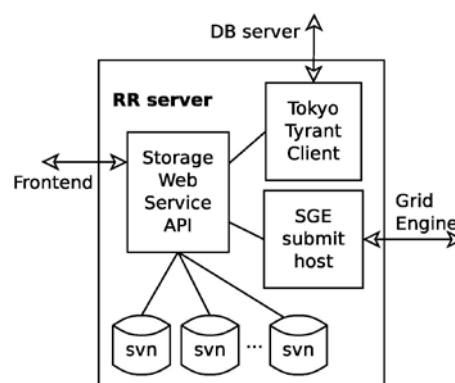 DB server
RR server
Tokyo
Tyrant
Client
Storage
Web
Service
API
Frontend
SGE
submit
host
Grid
Engine
svn
svn
...
svn